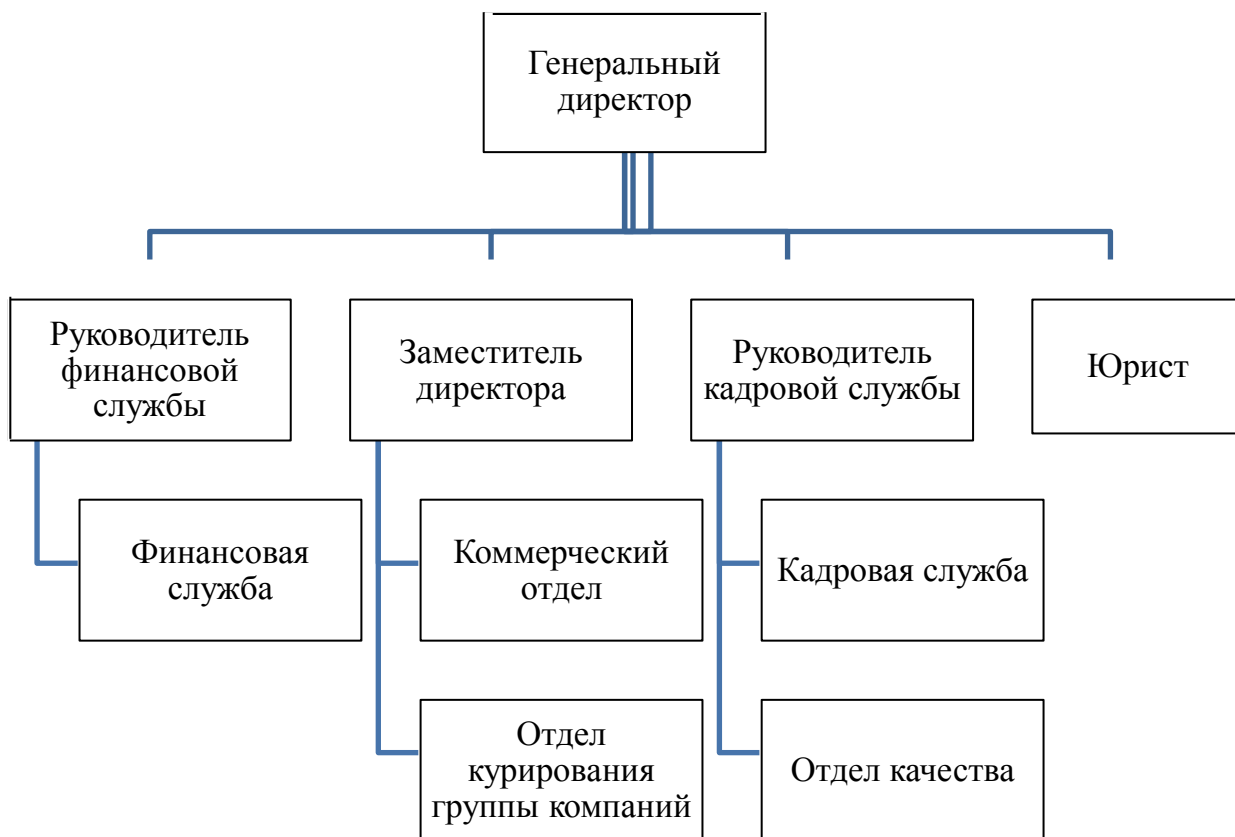 Генеральный
директор
Руководитель
финансовой
службы
Заместитель
директора
Руководитель
кадровой службы
Юрист
Финансовая
служба
Коммерческий
отдел
Кадровая служба
Отдел
курирования
группы компаний
Отдел качества